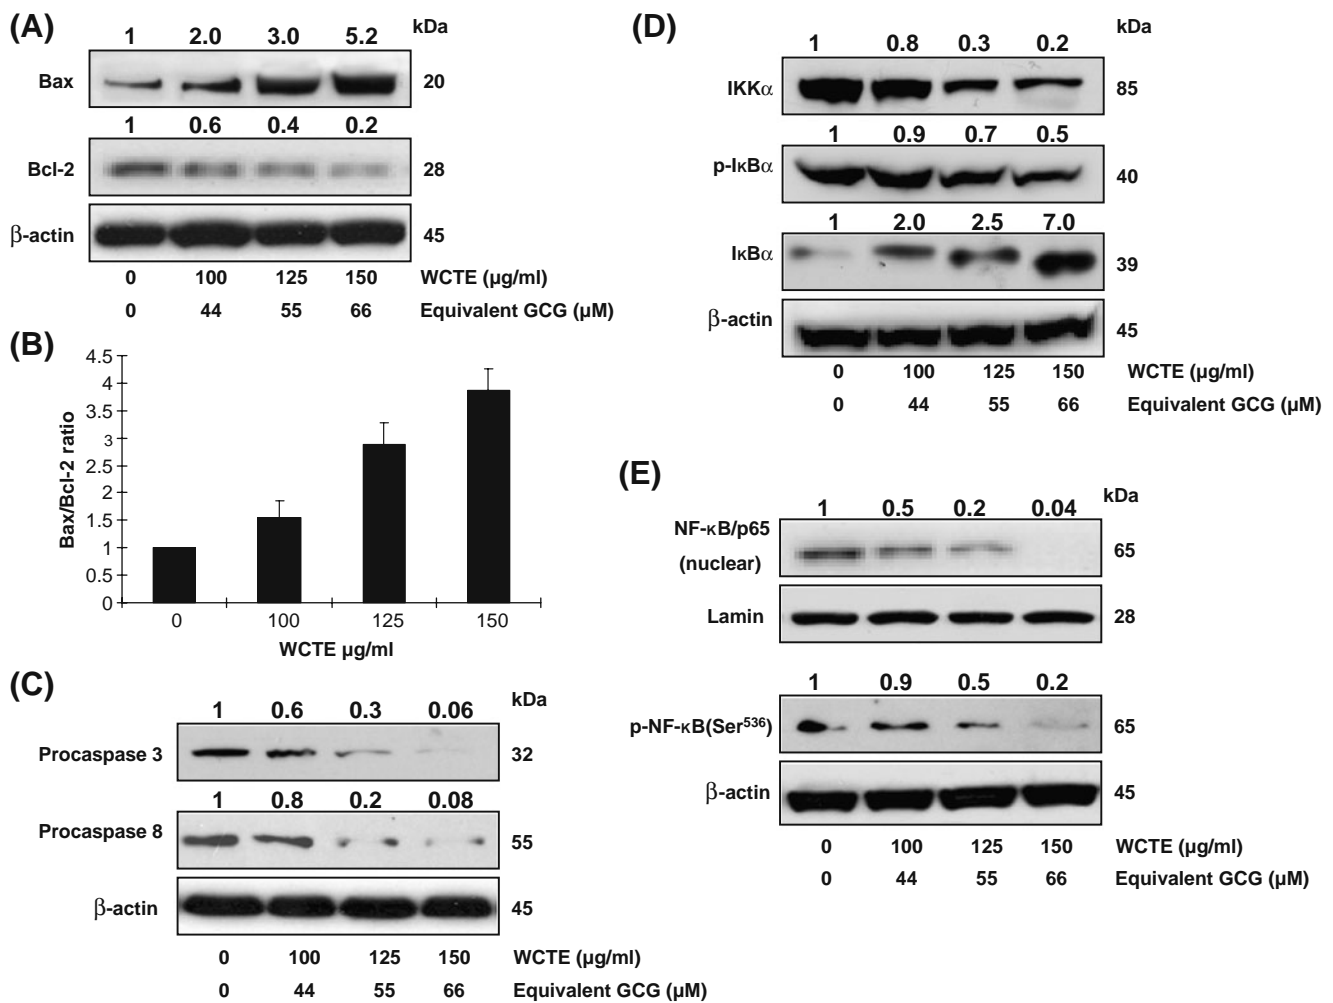 (A)
1 2.0 3.0 5.2 kDa
Bax 20
1 0.6 0.4 0.2
Bcl-2 28
β-actin 45
0 100 125 150 WCTE (µg/ml)
0 44 55 66 Equivalent GCG (µM)
(B)
4.5
4
3.5
3
2.5
2
1.5
1
0.5
0
Bax/Bcl-2 ratio
0 100 125 150
WCTE µg/ml
(C)
kDa
1 0.6 0.3 0.06
Procaspase 3 32
1 0.8 0.2 0.08
Procaspase 8 55
β-actin 45
0 100 125 150 WCTE (µg/ml)
0 44 55 66 Equivalent GCG (µM)
(D)
kDa
1 0.8 0.3 0.2
IKKα 85
1 0.9 0.7 0.5
p-IκBα 40
1 2.0 2.5 7.0
IκBα 39
β-actin 45
0 100 125 150 WCTE (µg/ml)
0 44 55 66 Equivalent GCG (µM)
(E)
kDa
1 0.5 0.2 0.04
NF-κB/p65
(nuclear) 65
Lamin 28
1 0.9 0.5 0.2
p-NF-κB(Ser536) 65
β-actin 45
0 100 125 150 WCTE (µg/ml)
0 44 55 66 Equivalent GCG (µM)